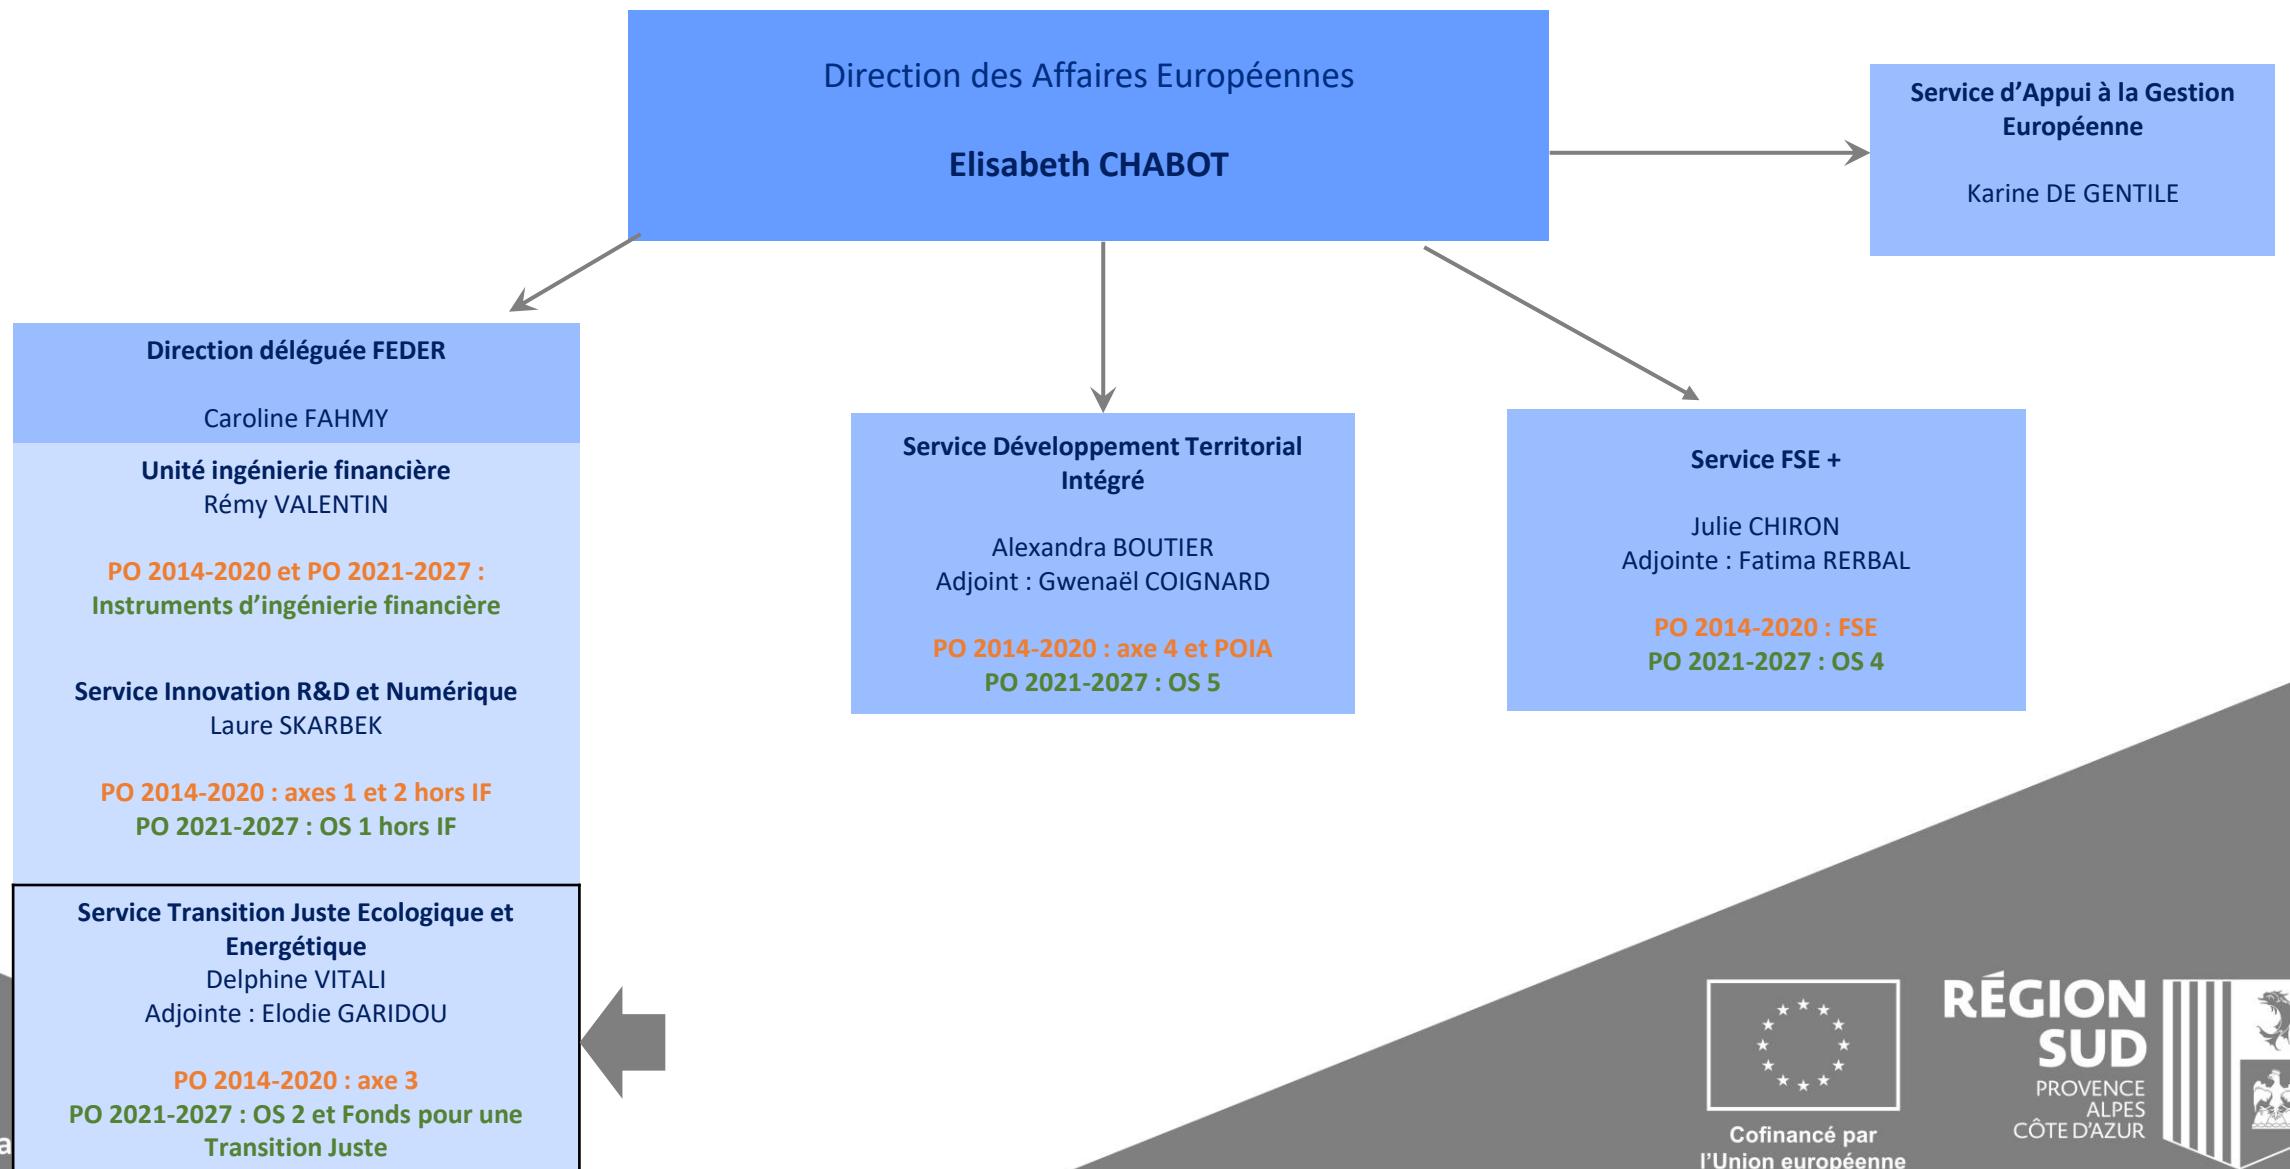 Direction des Affaires Européennes
Elisabeth CHABOT
Service d’Appui à la Gestion
Européenne
Karine DE GENTILE
Direction déléguée FEDER
Caroline FAHMY
Unité ingénierie financière
Rémy VALENTIN
PO 2014-2020 et PO 2021-2027 :
Instruments d’ingénierie financière
Service Innovation R&D et Numérique
Laure SKARBEK
PO 2014-2020 : axes 1 et 2 hors IF
PO 2021-2027 : OS 1 hors IF
Service Transition Juste Ecologique et
Energétique
Delphine VITALI
Adjointe : Elodie GARIDOU
PO 2014-2020 : axe 3
PO 2021-2027 : OS 2 et Fonds pour une
Transition Juste
Service Développement Territorial
Intégré
Alexandra BOUTIER
Adjoint : Gwenaël COIGNARD
PO 2014-2020 : axe 4 et POIA
PO 2021-2027 : OS 5
Service FSE +
Julie CHIRON
Adjointe : Fatima RERBAL
PO 2014-2020 : FSE
PO 2021-2027 : OS 4
Cofinancé par
l’Union européenne
RÉGION
SUD
PROVENCE
ALPES
CÔTE D’AZUR